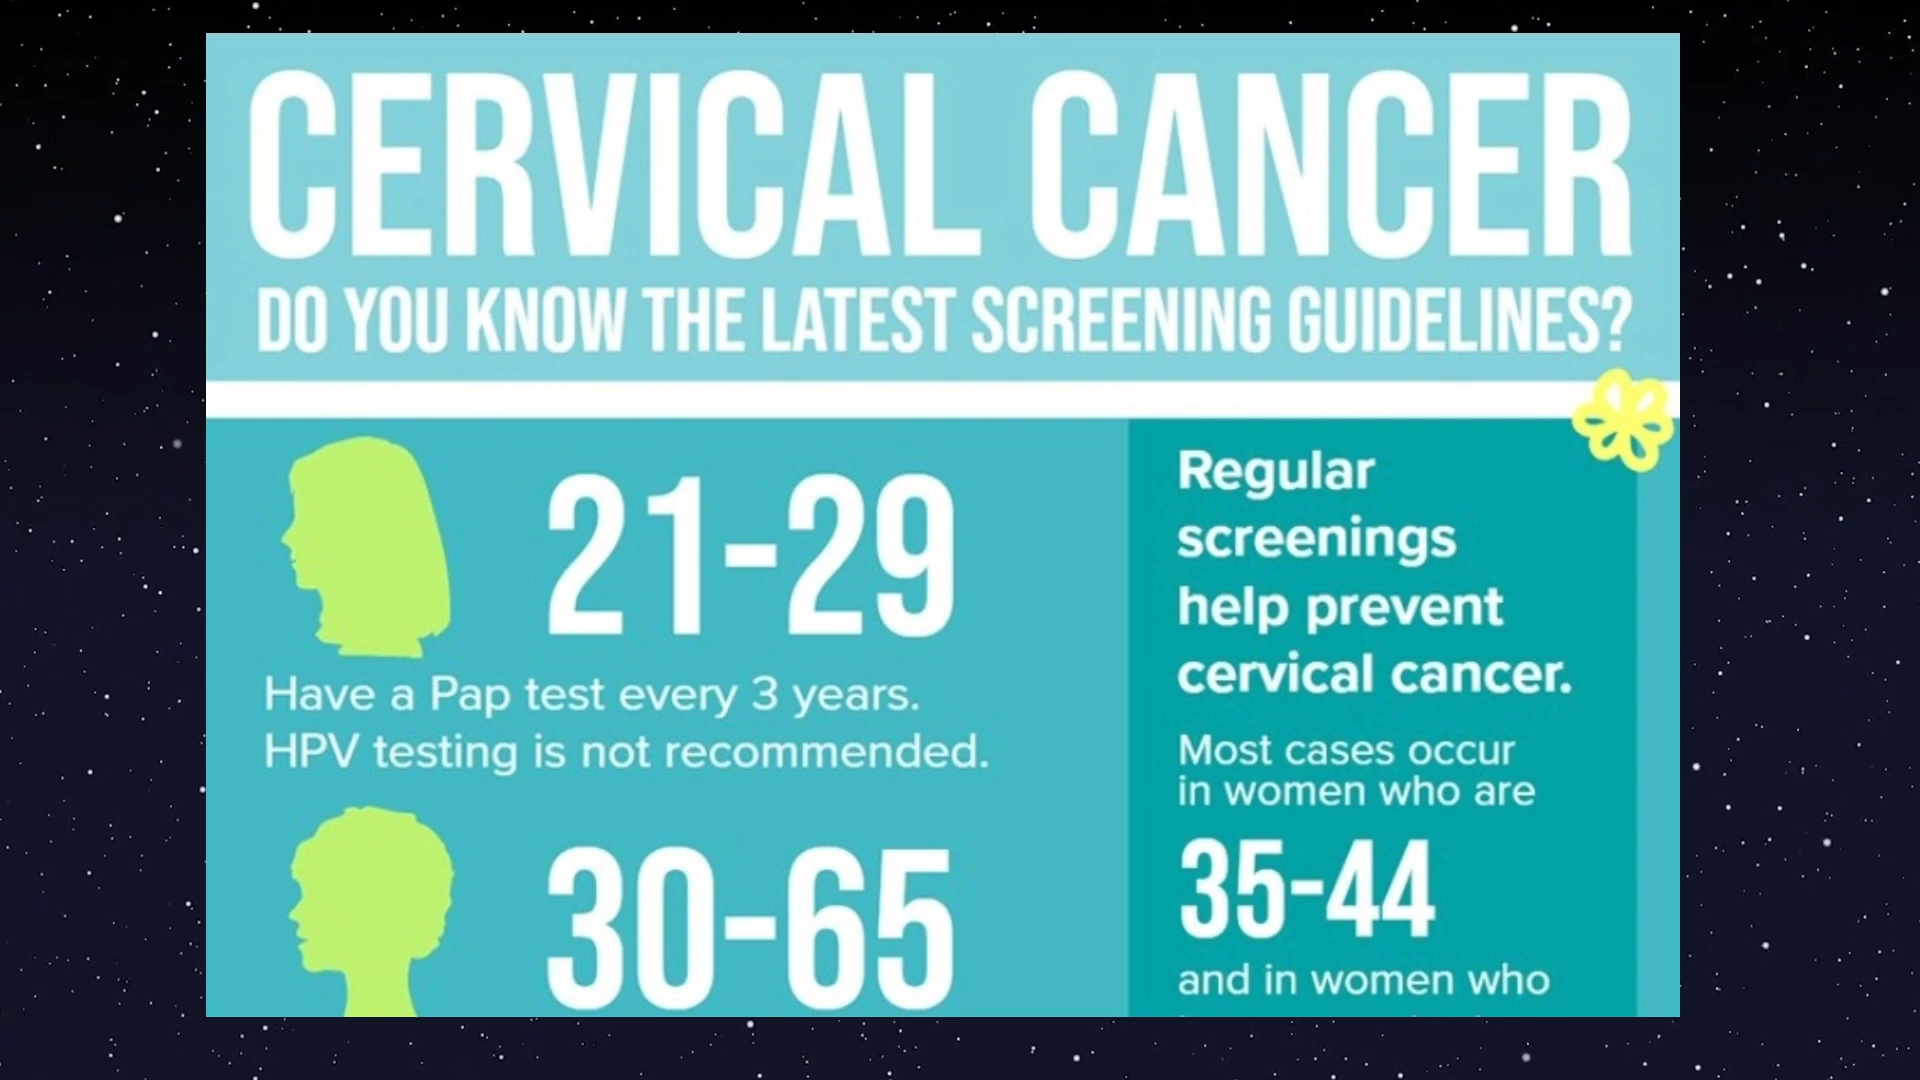 CERVICAL CANCER
DO YOU KNOW THE LATEST SCREENING GUIDELINES?
21-29
Have a Pap test every 3 years.
HPV testing is not recommended.
30-65
Regular
screenings
help prevent
cervical cancer.
Most cases occur
in women who are
35-44
and in women who